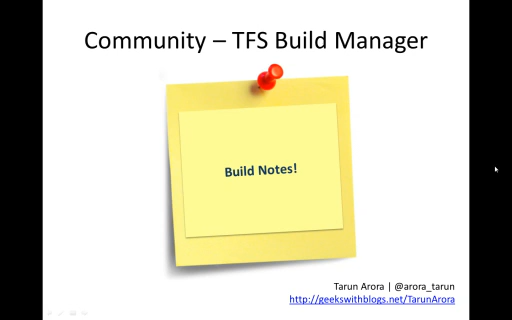 Community – TFS Build Manager
Build Notes!
Tarun Arora | @arora_tarun
http://geekswithblogs.net/TarunArora